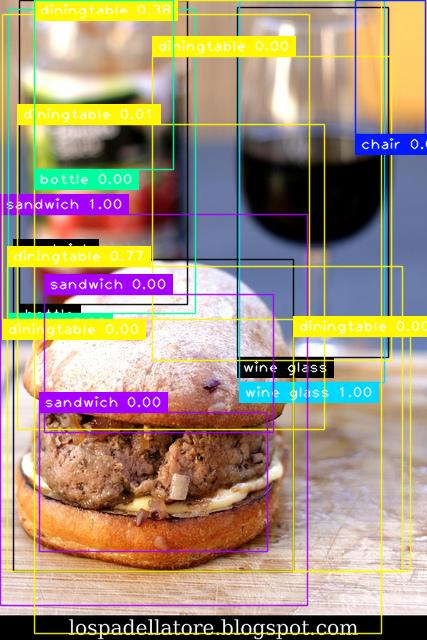 diningtable 0.38
diningtable 0.00
diningtable 0.01
chair 0.0
bottle 0.00
sandwich 1.00
diningtable 0.77
sandwich 0.00
diningtable 0.00
diningtable 0.00
wine glass
wine glass 1.00
sandwich 0.00
lospadellatore.blogspot.com